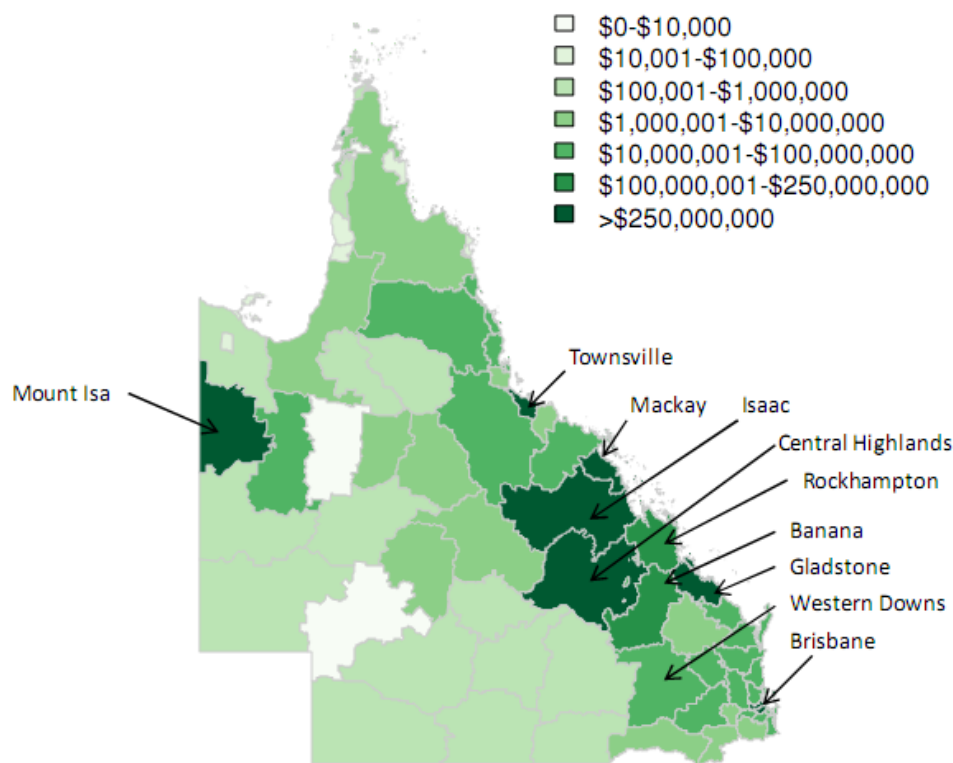 $0-$10,000
$10,001-$100,000
$100,001-$1,000,000
$1,000,001-$10,000,000
$10,000,001-$100,000,000
$100,000,001-$250,000,000
>$250,000,000
Townsville
Mount Isa
Mackay
Isaac
Central Highlands
Rockhampton
Banana
Gladstone
Western Downs
Brisbane